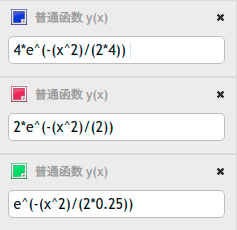 普通函数 y(x)
4*e^(-(x^2)/(2*4))
普通函数 y(x)
2*e^(-(x^2)/(2))
普通函数 y(x)
e^(-(x^2)/(2*0.25))